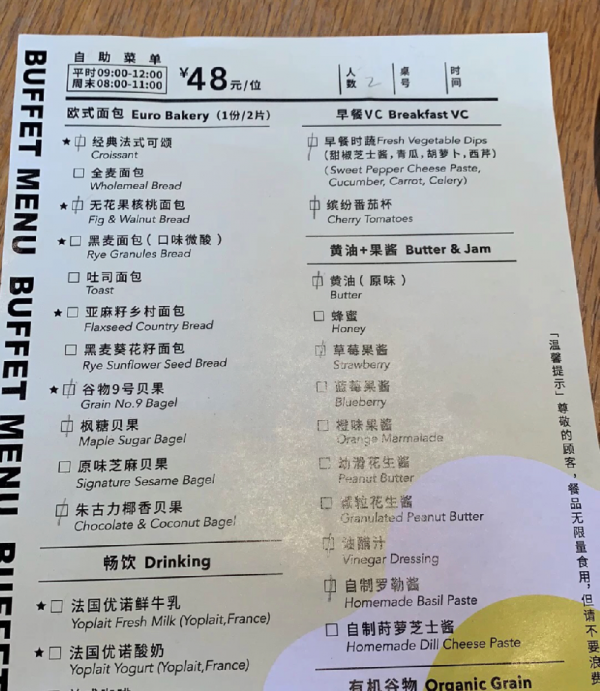 BUFFET MENU BUFFET MENU BUFFET
自助菜单
平时09:00-12:00
周末08:00-11:00
¥48元/位
人数 2
桌号
时间
欧式面包 Euro Bakery（1份/2片）
★ 经典法式可颂
Croissant
全麦面包
Wholemeal Bread
★ 无花果核桃面包
Fig & Walnut Bread
★ 黑麦面包（口味微酸）
Rye Granules Bread
吐司面包
Toast
★ 亚麻籽乡村面包
Flaxseed Country Bread
黑麦葵花籽面包
Rye Sunflower Seed Bread
★ 谷物9号贝果
Grain No.9 Bagel
枫糖贝果
Maple Sugar Bagel
原味芝麻贝果
Signature Sesame Bagel
朱古力椰香贝果
Chocolate & Coconut Bagel
畅饮 Drinking
★ 法国优诺鲜牛乳
Yoplait Fresh Milk (Yoplait,France)
★ 法国优诺酸奶
Yoplait Yogurt (Yoplait,France)
早餐VC Breakfast VC
早餐时蔬Fresh Vegetable Dips
（甜椒芝士酱，青瓜，胡萝卜，西芹）
（Sweet Pepper Cheese Paste,
Cucumber, Carrot, Celery)
缤纷番茄杯
Cherry Tomatoes
黄油+果酱 Butter & Jam
黄油（原味）
Butter
蜂蜜
Honey
草莓果酱
Strawberry
蓝莓果酱
Blueberry
橙味果酱
Orange Marmalade
幼滑花生酱
Peanut Butter
颗粒花生酱
Granulated Peanut Butter
油醋汁
Vinegar Dressing
自制罗勒酱
Homemade Basil Paste
自制莳萝芝士酱
Homemade Dill Cheese Paste
有机谷物 Organic Grain
「温馨提示」尊敬的顾客，餐品无限量食用，但请不要浪费